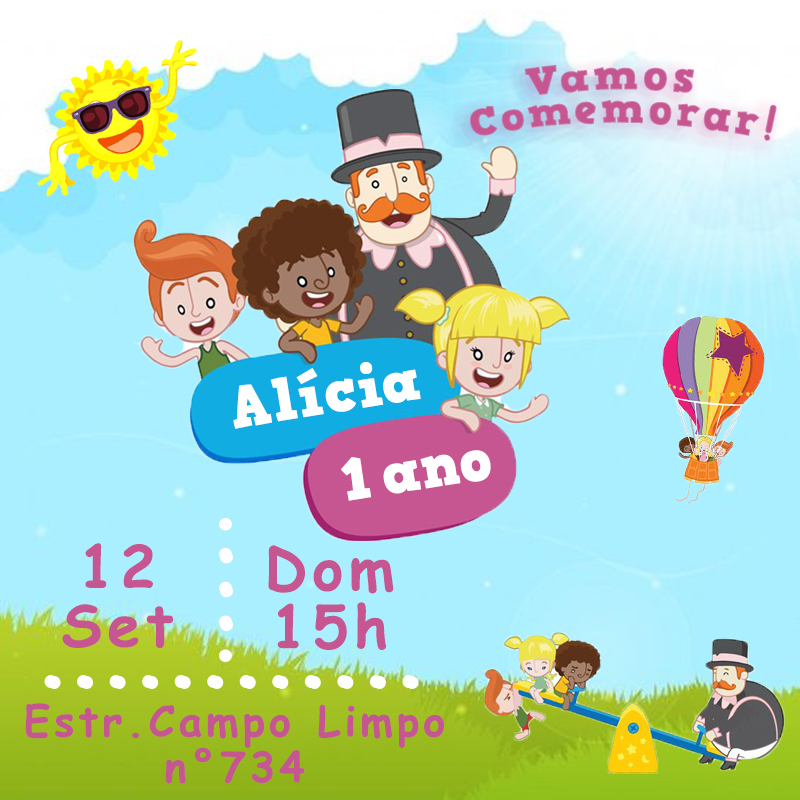 Vamos
Comemorar!
Alícia
1 ano
12
Set
Dom
15h
Estr.Campo Limpo
n°734